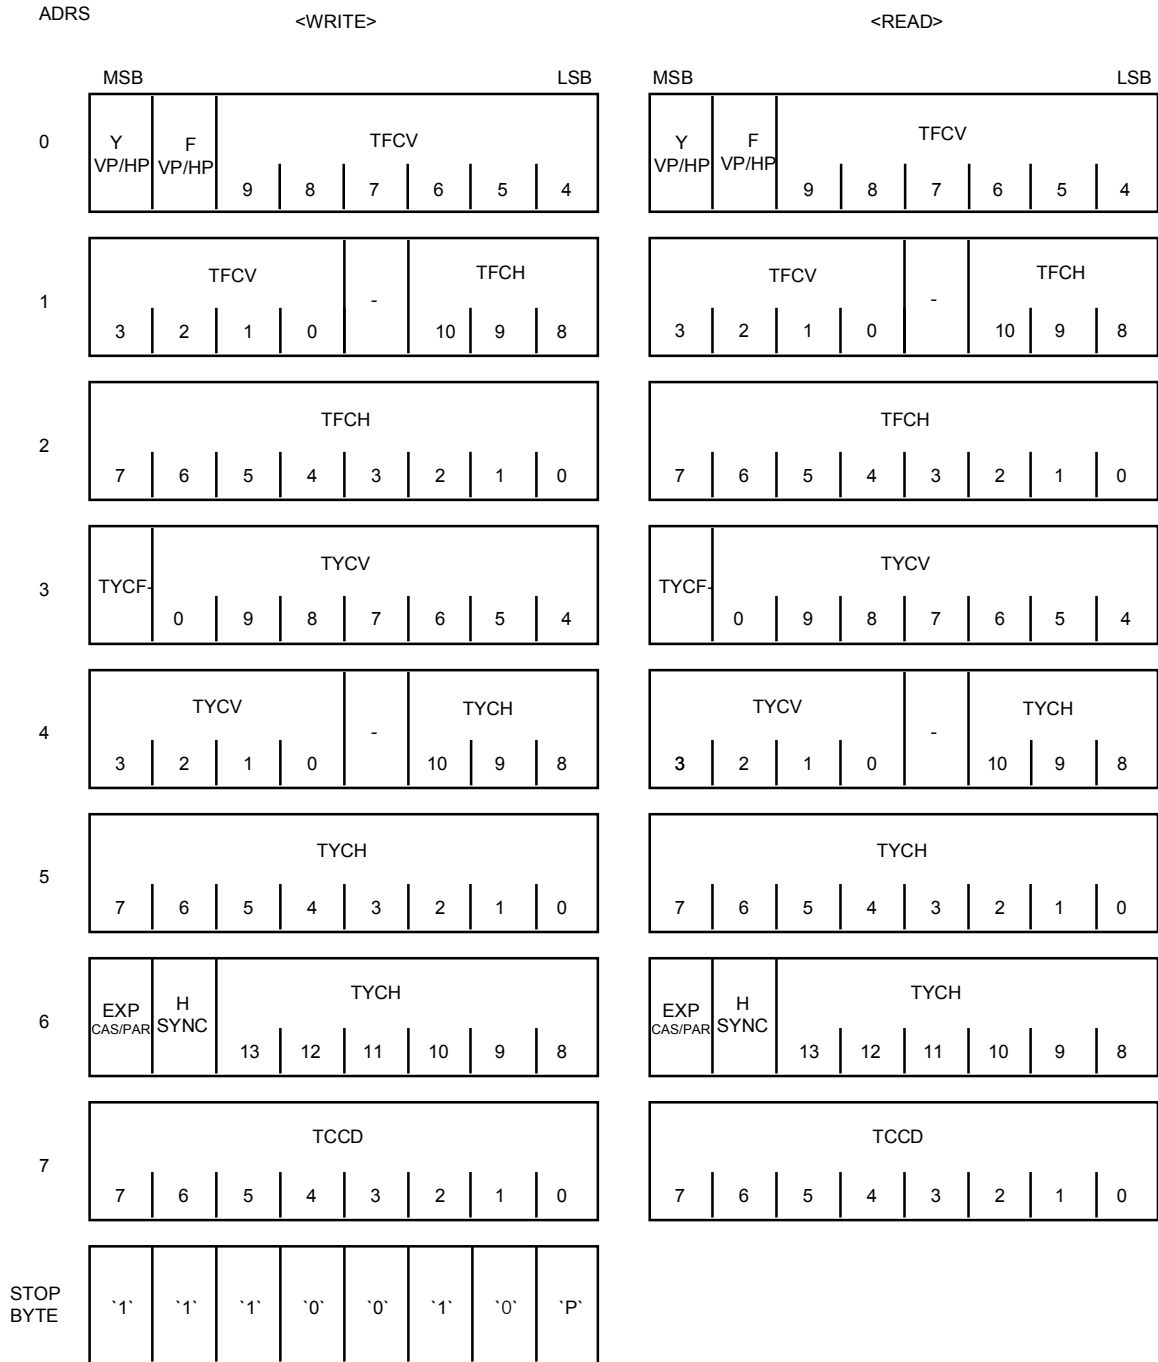 ADRS <WRITE> <READ>
MSB LSB MSB LSB
0 Y VP/HP F VP/HP TFCV Y VP/HP F VP/HP TFCV
9 8 7 6 5 4 9 8 7 6 5 4
1 TFCV - TFCH TFCV - TFCH
3 2 1 0 10 9 8 3 2 1 0 10 9 8
2 TFCH TFCH
7 6 5 4 3 2 1 0 7 6 5 4 3 2 1 0
3 TYCF- TYCV TYCF- TYCV
0 9 8 7 6 5 4 0 9 8 7 6 5 4
4 TYCV - TYCH TYCV - TYCH
3 2 1 0 10 9 8 3 2 1 0 10 9 8
5 TYCH TYCH
7 6 5 4 3 2 1 0 7 6 5 4 3 2 1 0
6 EXP CAS/PAR H SYNC TYCH EXP CAS/PAR H SYNC TYCH
13 12 11 10 9 8 13 12 11 10 9 8
7 TCCD TCCD
7 6 5 4 3 2 1 0 7 6 5 4 3 2 1 0
STOP BYTE `1` `1` `1` `0` `0` `1` `0` `P`